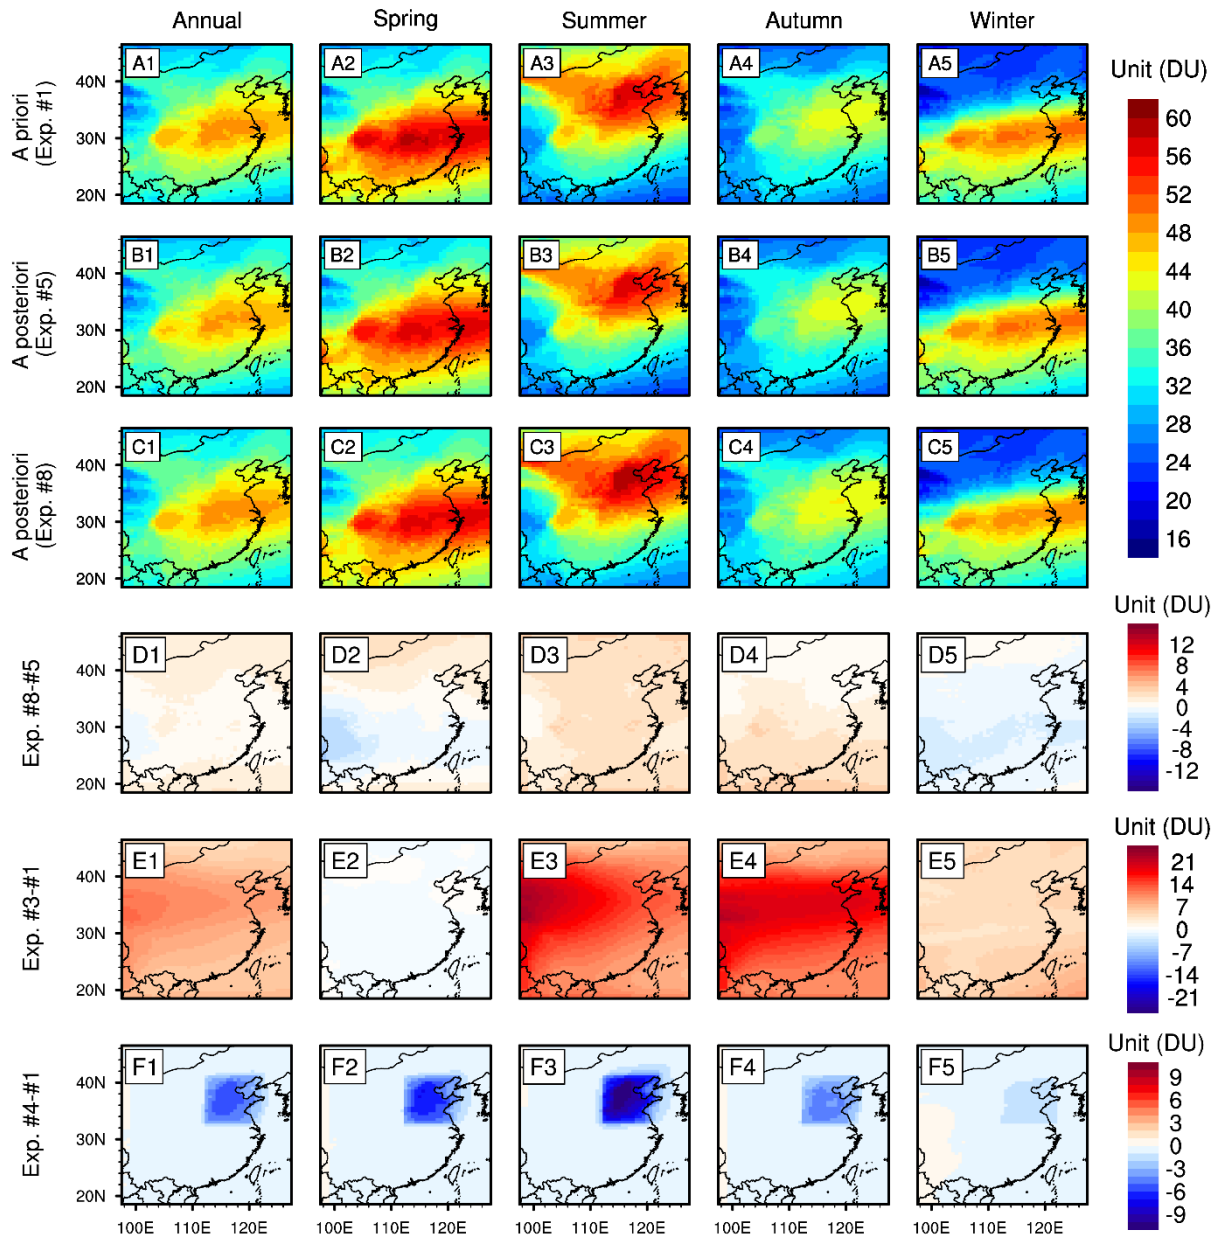 Annual Spring Summer Autumn Winter
A priori
(Exp. #1)
40N
30N
20N
A1 A2 A3 A4 A5
Unit (DU)
60
56
52
48
44
40
36
32
28
24
20
16
A posteriori
(Exp. #5)
40N
30N
20N
B1 B2 B3 B4 B5
A posteriori
(Exp. #8)
40N
30N
20N
C1 C2 C3 C4 C5
Exp. #8-#5
40N
30N
20N
D1 D2 D3 D4 D5
Unit (DU)
12
8
4
0
-4
-8
-12
Exp. #3-#1
40N
30N
20N
E1 E2 E3 E4 E5
Unit (DU)
21
14
7
0
-7
-14
-21
Exp. #4-#1
40N
30N
20N
F1 F2 F3 F4 F5
Unit (DU)
9
6
3
0
-3
-6
-9
100E 110E 120E 100E 110E 120E 100E 110E 120E 100E 110E 120E 100E 110E 120E